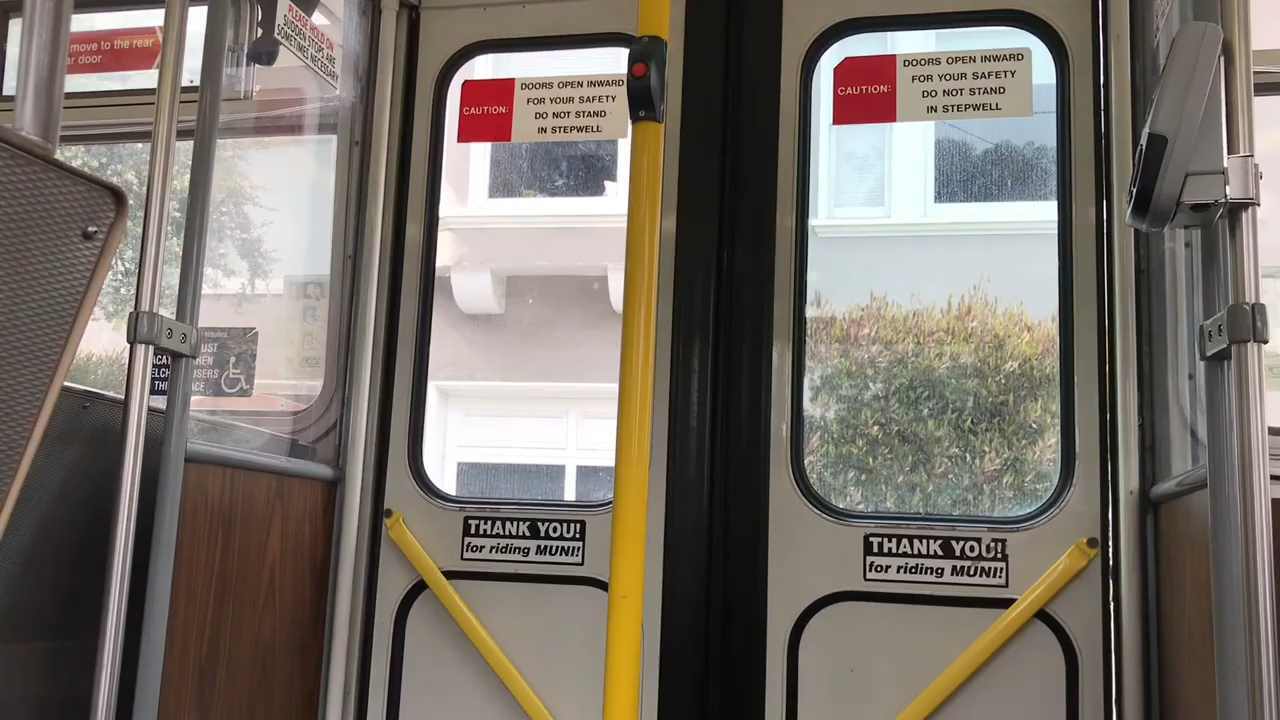 move to the rear
door
PLEASE HOLD ON
SUDDEN STOPS ARE
SOMETIMES NECESSARY
CAUTION:
DOORS OPEN INWARD
FOR YOUR SAFETY
DO NOT STAND
IN STEPWELL
CAUTION:
DOORS OPEN INWARD
FOR YOUR SAFETY
DO NOT STAND
IN STEPWELL
THANK YOU!
for riding MUNI!
THANK YOU!
for riding MUNI!